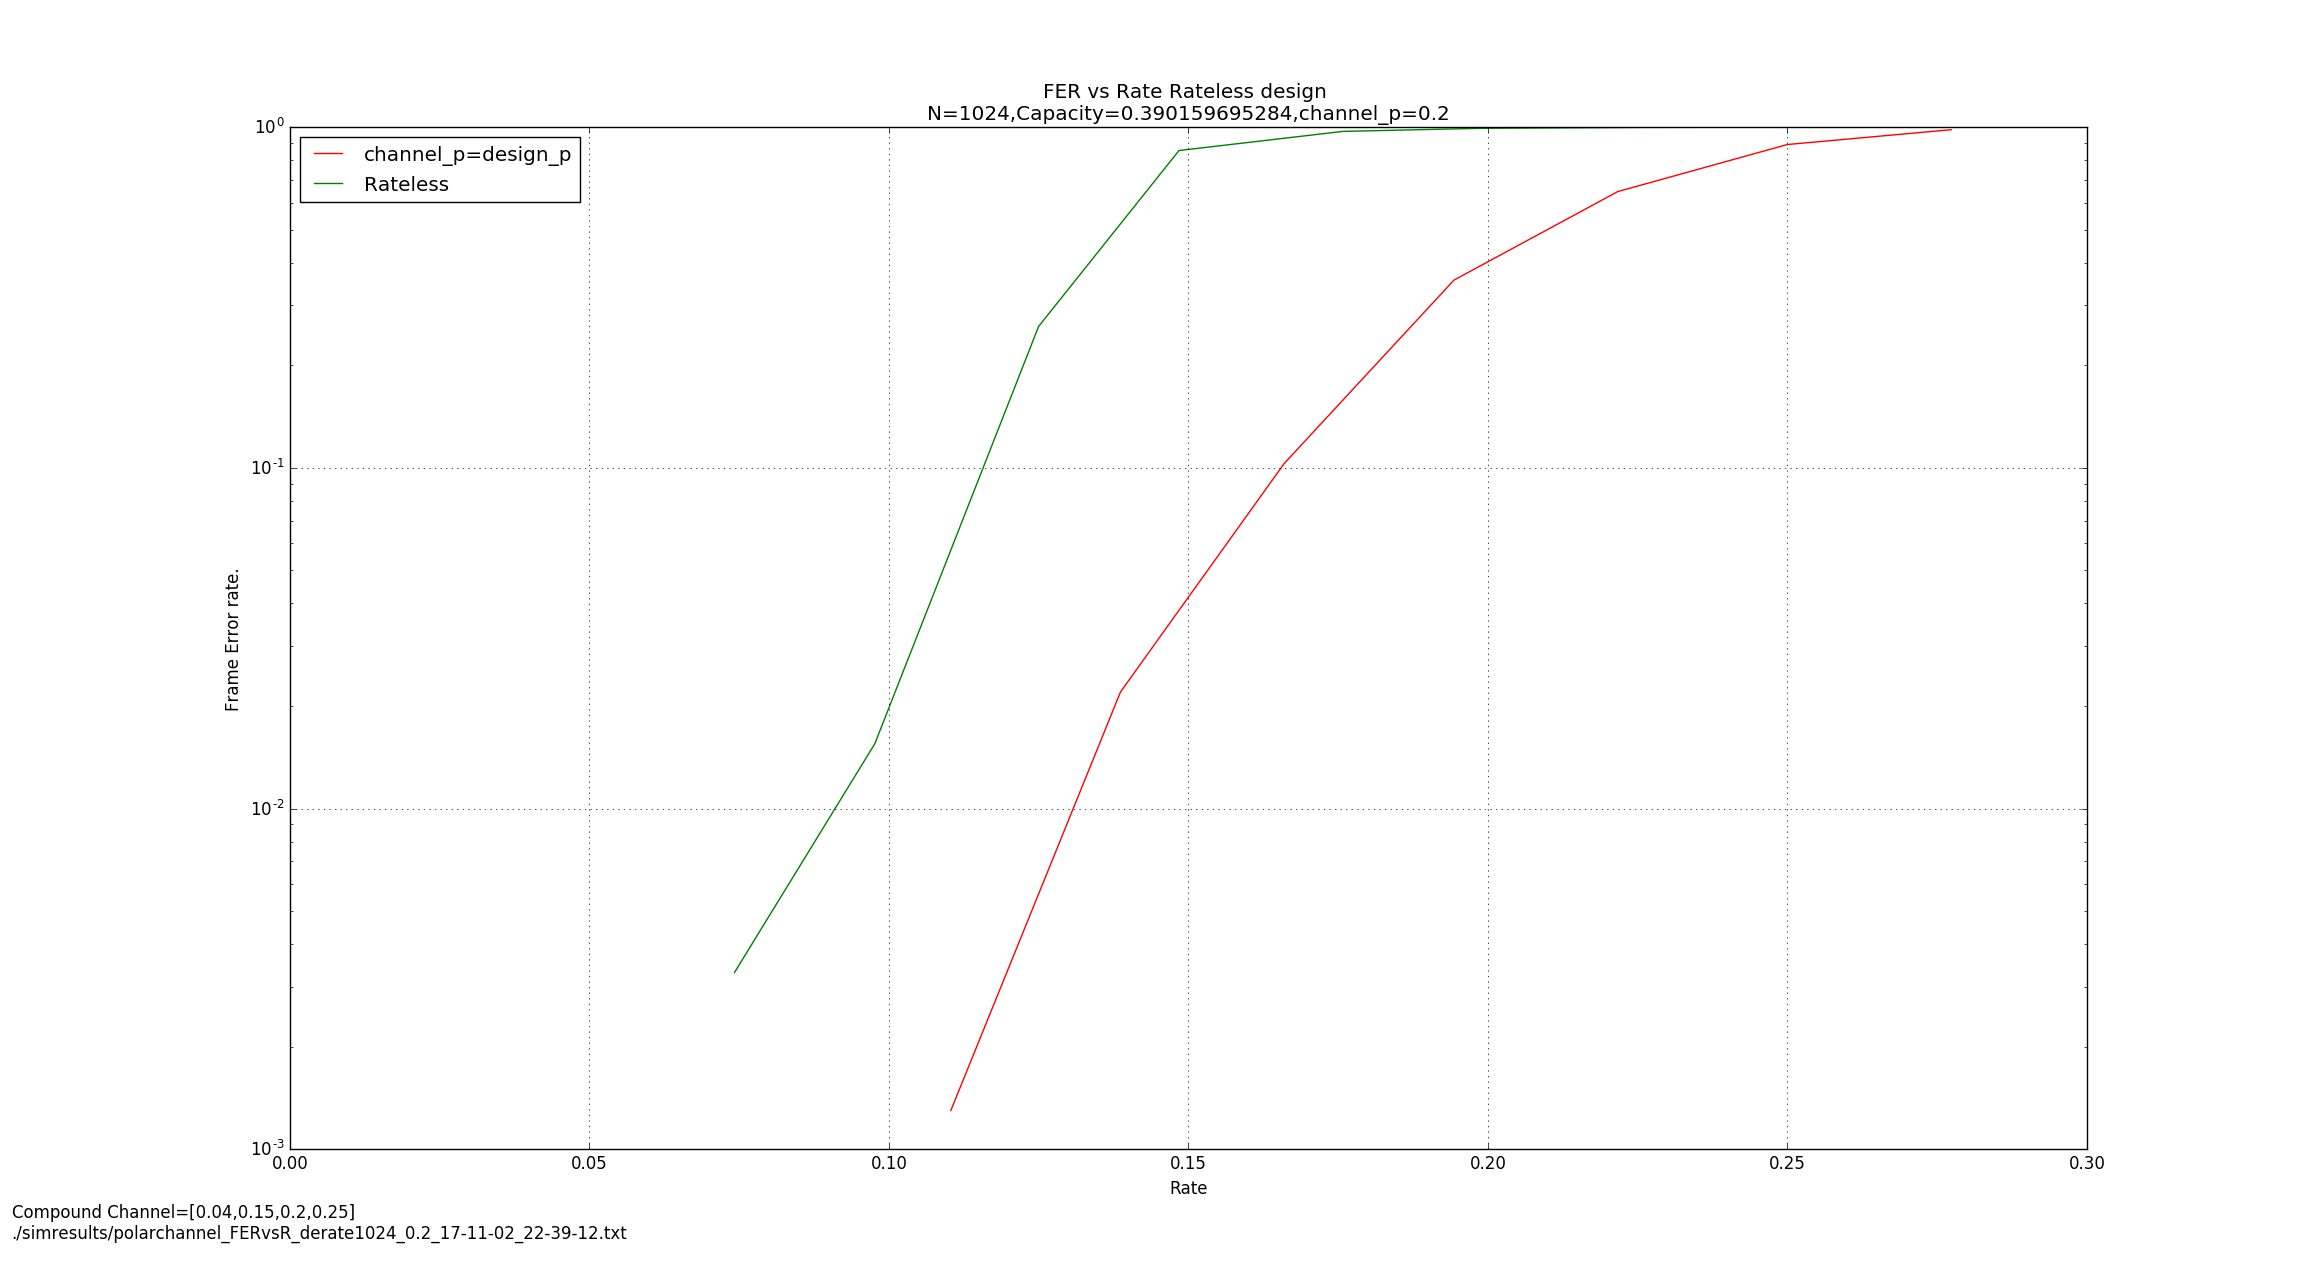 FER vs Rate Rateless design
N=1024,Capacity=0.390159695284,channel_p=0.2
channel_p=design_p
Rateless
10^0
10^-1
10^-2
10^-3
Frame Error rate.
0.00 0.05 0.10 0.15 0.20 0.25 0.30
Rate
Compound Channel=[0.04,0.15,0.2,0.25]
./simresults/polarchannel_FERvsR_derate1024_0.2_17-11-02_22-39-12.txt